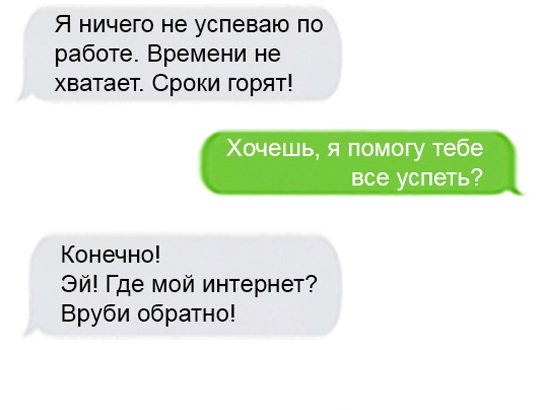 Я ничего не успеваю по
работе. Времени не
хватает. Сроки горят!
Хочешь, я помогу тебе
все успеть?
Конечно!
Эй! Где мой интернет?
Вруби обратно!